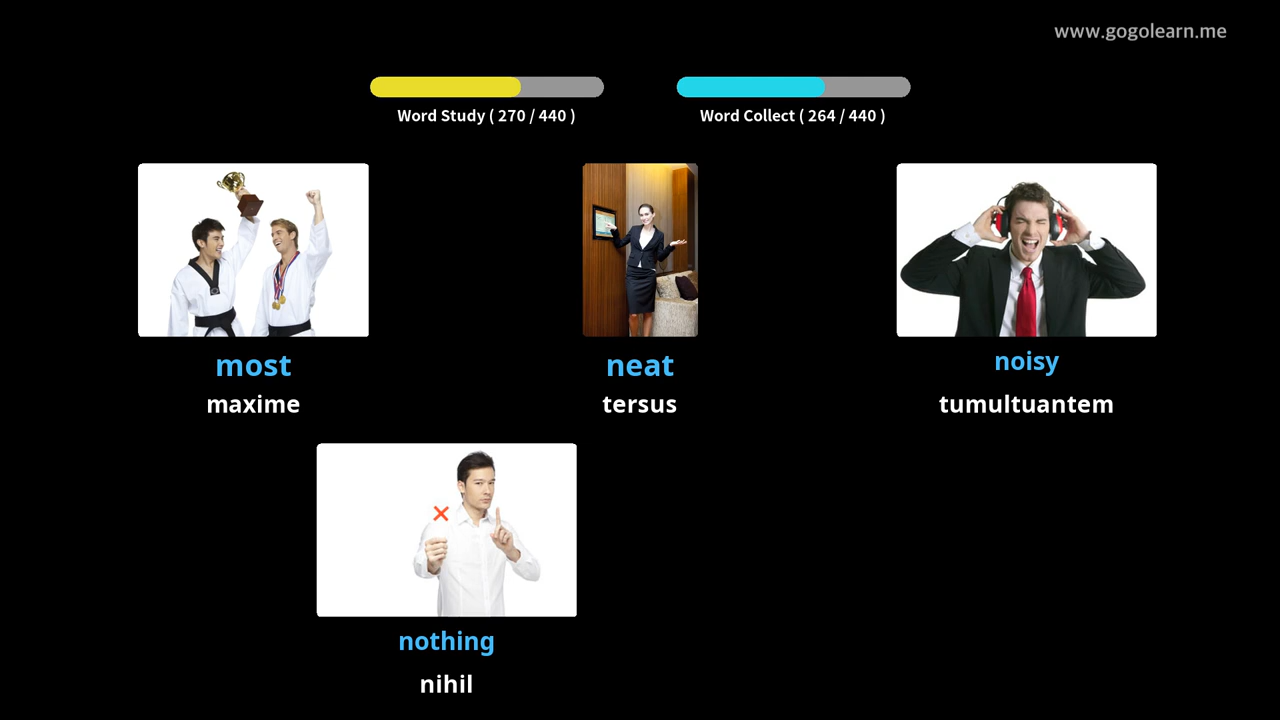 www.gogolearn.me
Word Study ( 270 / 440 )
Word Collect ( 264 / 440 )
most
maxime
neat
tersus
noisy
tumultuantem
nothing
nihil